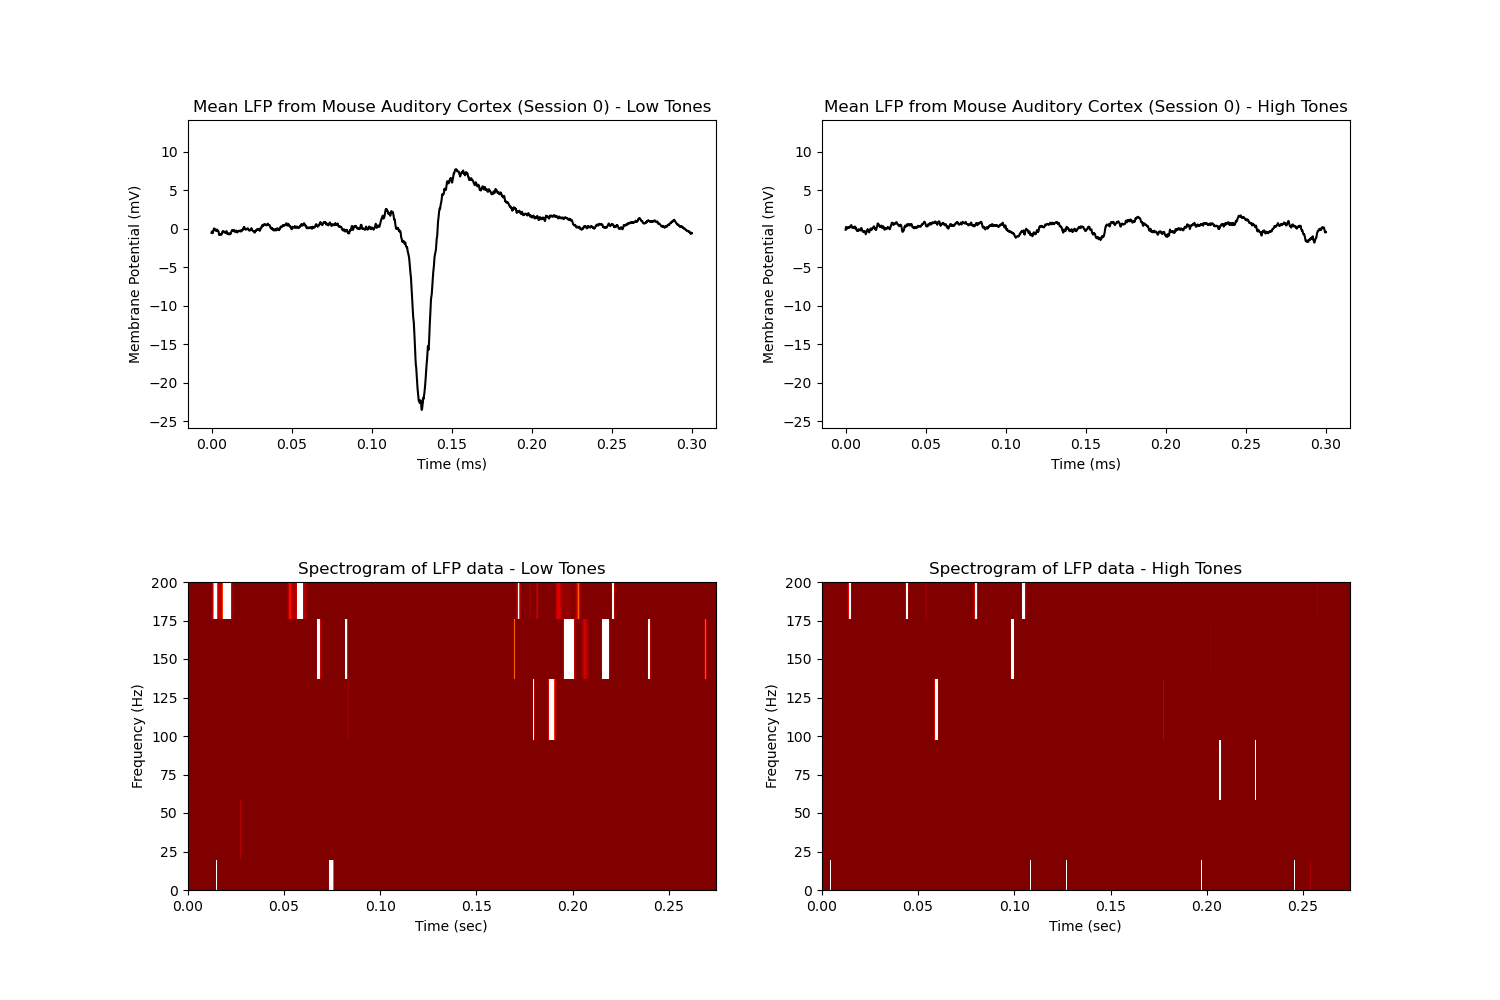 Mean LFP from Mouse Auditory Cortex (Session 0) - Low Tones
10
5
0
−5
−10
−15
−20
−25
Membrane Potential (mV)
0.00 0.05 0.10 0.15 0.20 0.25 0.30
Time (ms)
Mean LFP from Mouse Auditory Cortex (Session 0) - High Tones
10
5
0
−5
−10
−15
−20
−25
Membrane Potential (mV)
0.00 0.05 0.10 0.15 0.20 0.25 0.30
Time (ms)
Spectrogram of LFP data - Low Tones
200
175
150
125
100
75
50
25
0
Frequency (Hz)
0.00 0.05 0.10 0.15 0.20 0.25
Time (sec)
Spectrogram of LFP data - High Tones
200
175
150
125
100
75
50
25
0
Frequency (Hz)
0.00 0.05 0.10 0.15 0.20 0.25
Time (sec)